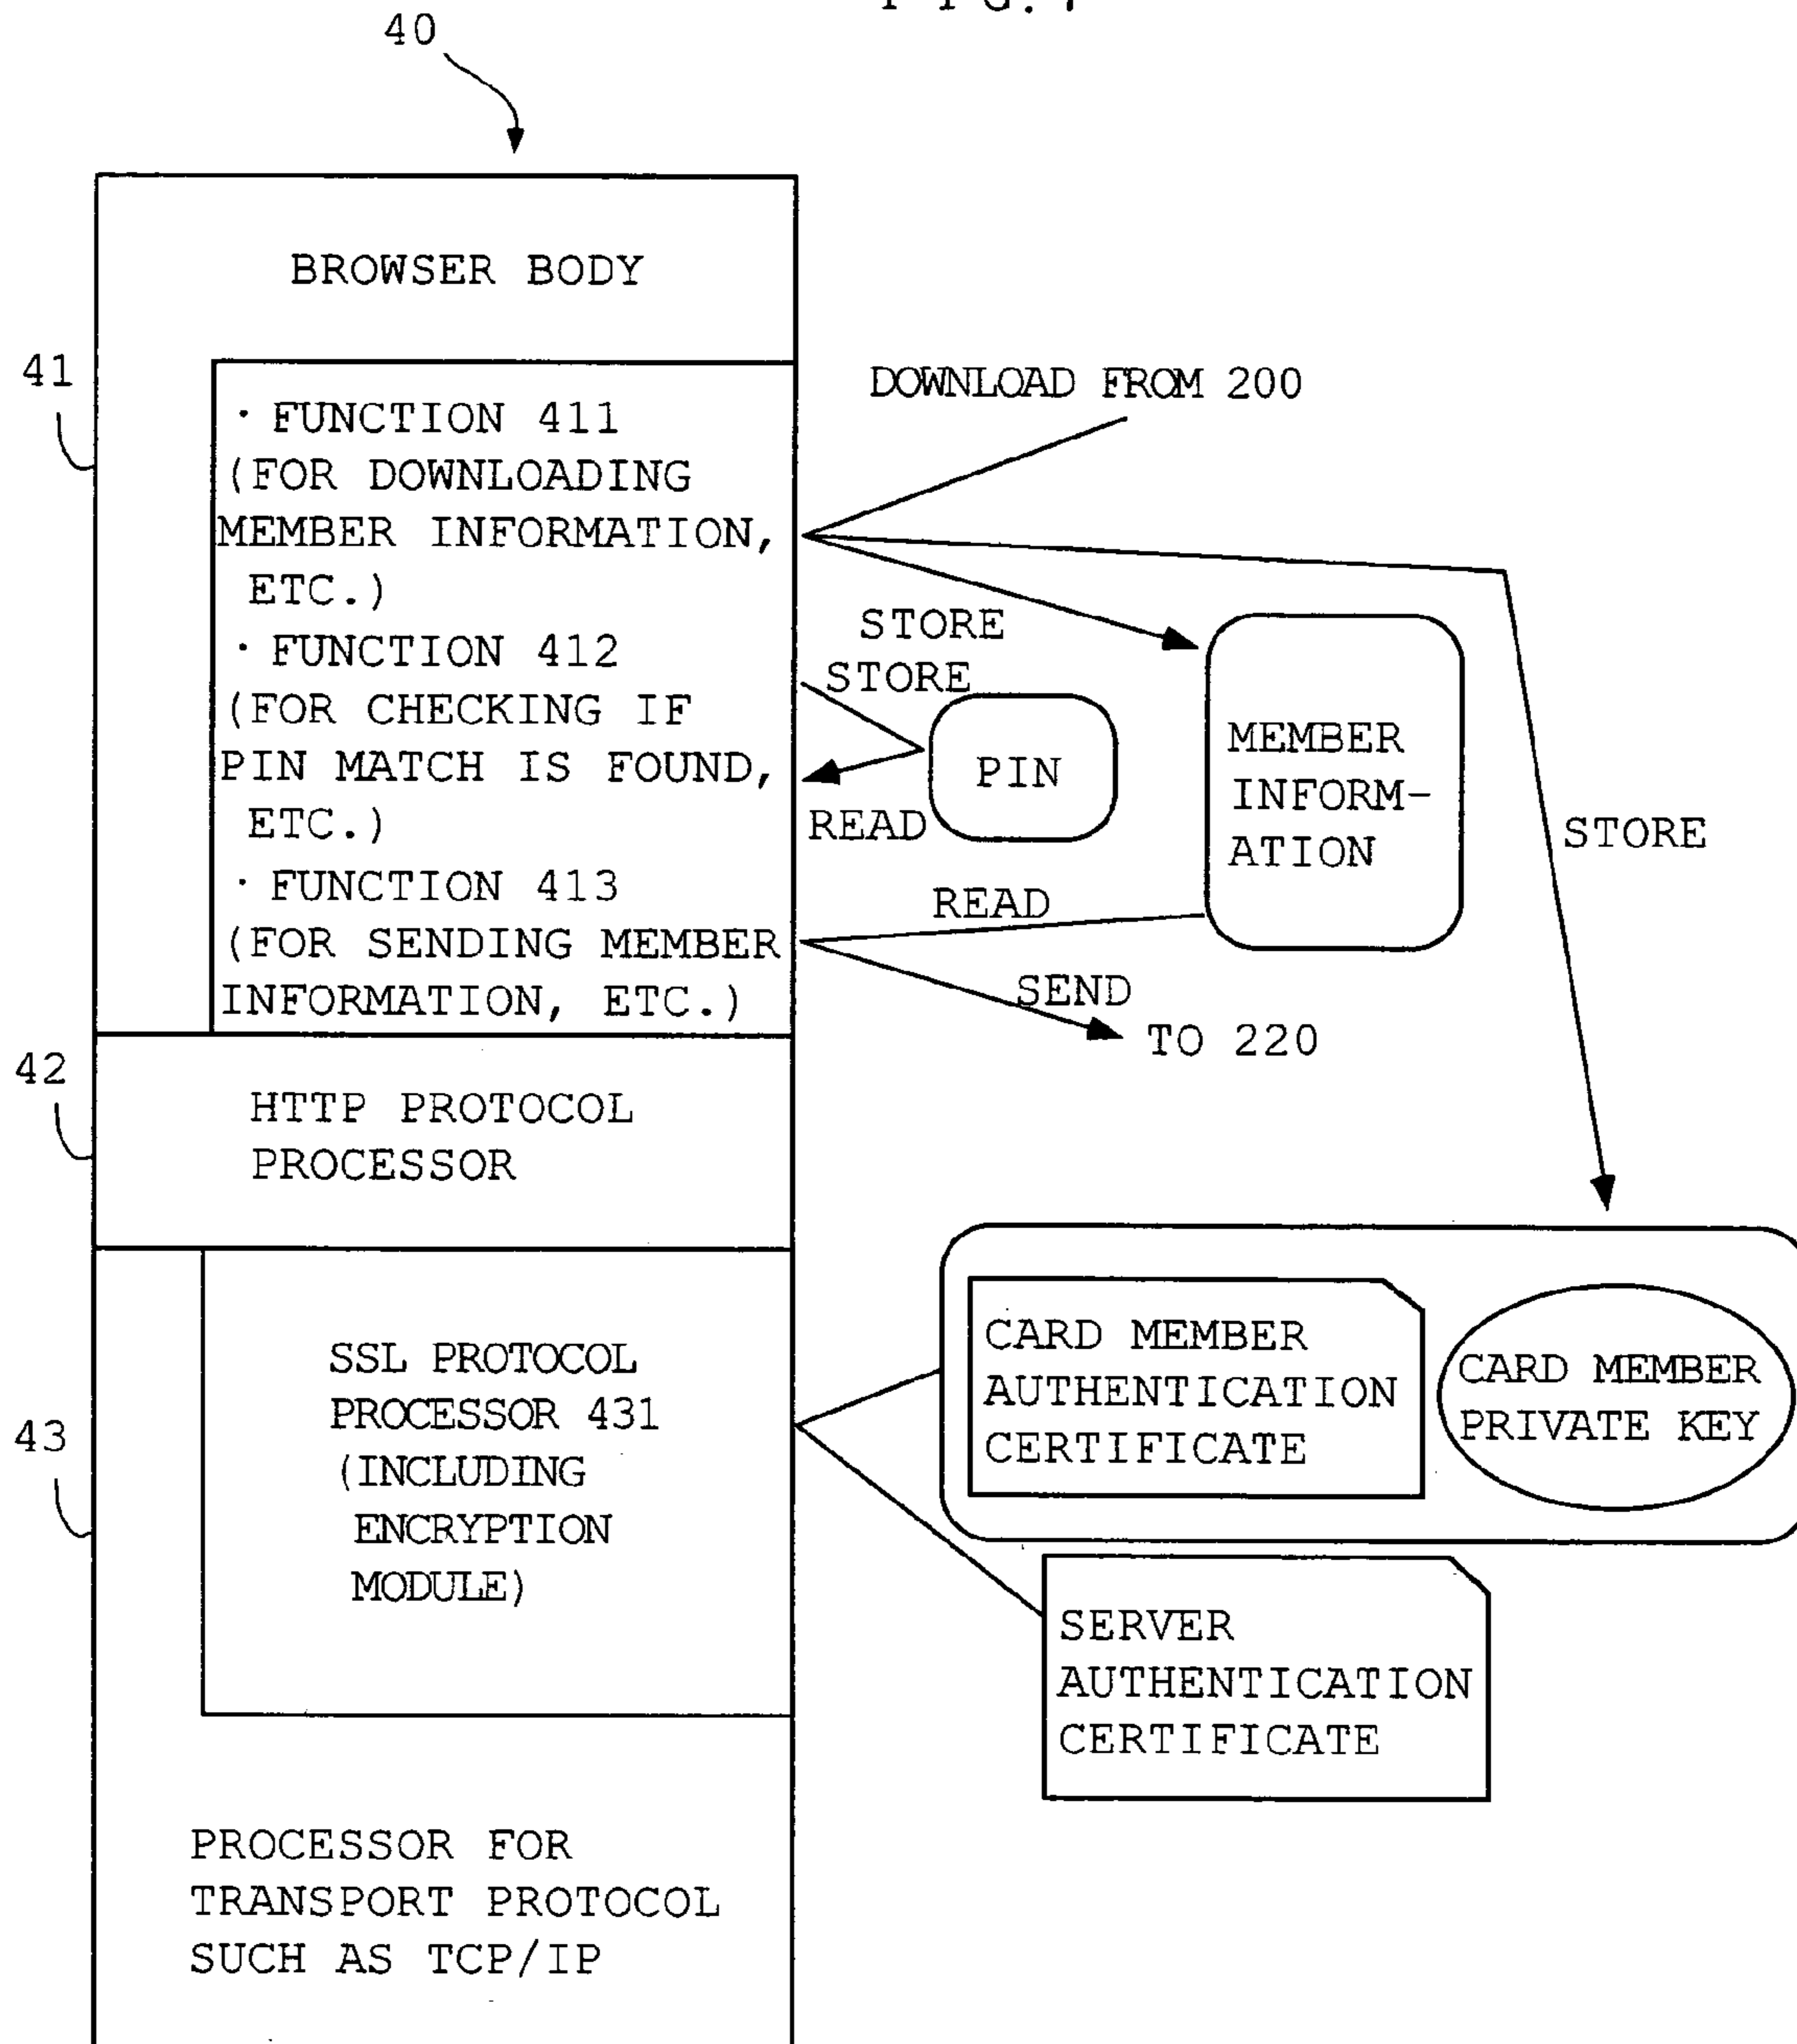 40
BROWSER BODY
41
· FUNCTION 411
(FOR DOWNLOADING
MEMBER INFORMATION,
ETC.)
· FUNCTION 412
(FOR CHECKING IF
PIN MATCH IS FOUND,
ETC.)
· FUNCTION 413
(FOR SENDING MEMBER
INFORMATION, ETC.)
DOWNLOAD FROM 200
STORE
STORE
PIN
READ
MEMBER
INFORM-
ATION
STORE
READ
SEND
TO 220
42
HTTP PROTOCOL
PROCESSOR
43
SSL PROTOCOL
PROCESSOR 431
(INCLUDING
ENCRYPTION
MODULE)
CARD MEMBER
AUTHENTICATION
CERTIFICATE
CARD MEMBER
PRIVATE KEY
SERVER
AUTHENTICATION
CERTIFICATE
PROCESSOR FOR
TRANSPORT PROTOCOL
SUCH AS TCP/IP